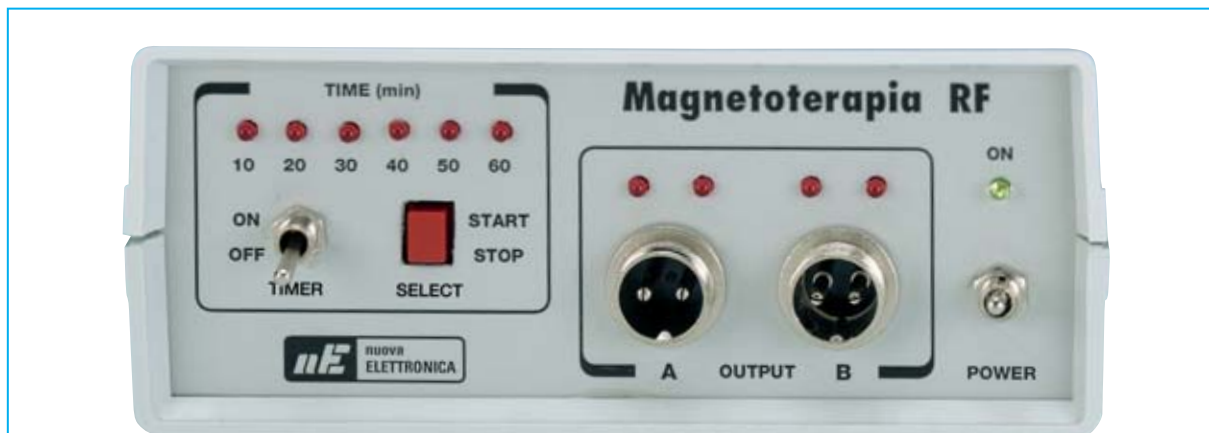 TIME (min)
10 20 30 40 50 60
ON
OFF
TIMER
START
STOP
SELECT
nE nuova
ELETTRONICA
Magnetoterapia RF
A OUTPUT B
ON
POWER